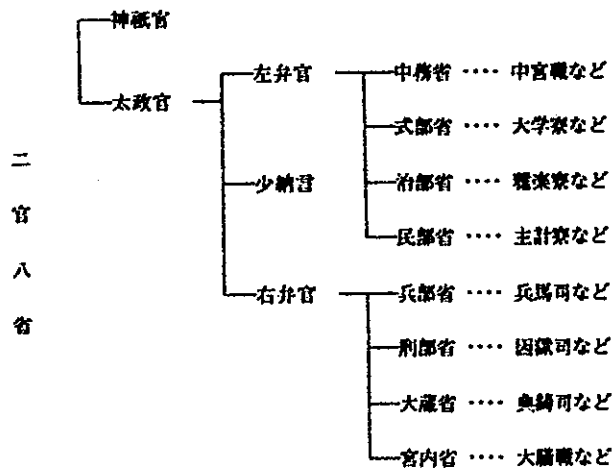 神祇官
太政官
左弁官
中務省 ‥‥ 中宮職など
式部省 ‥‥ 大学寮など
少納言
治部省 ‥‥ 雅楽寮など
民部省 ‥‥ 主計寮など
右弁官
兵部省 ‥‥ 兵馬司など
刑部省 ‥‥ 囚獄司など
大蔵省 ‥‥ 典鋳司など
宮内省 ‥‥ 大膳職など
二官八省